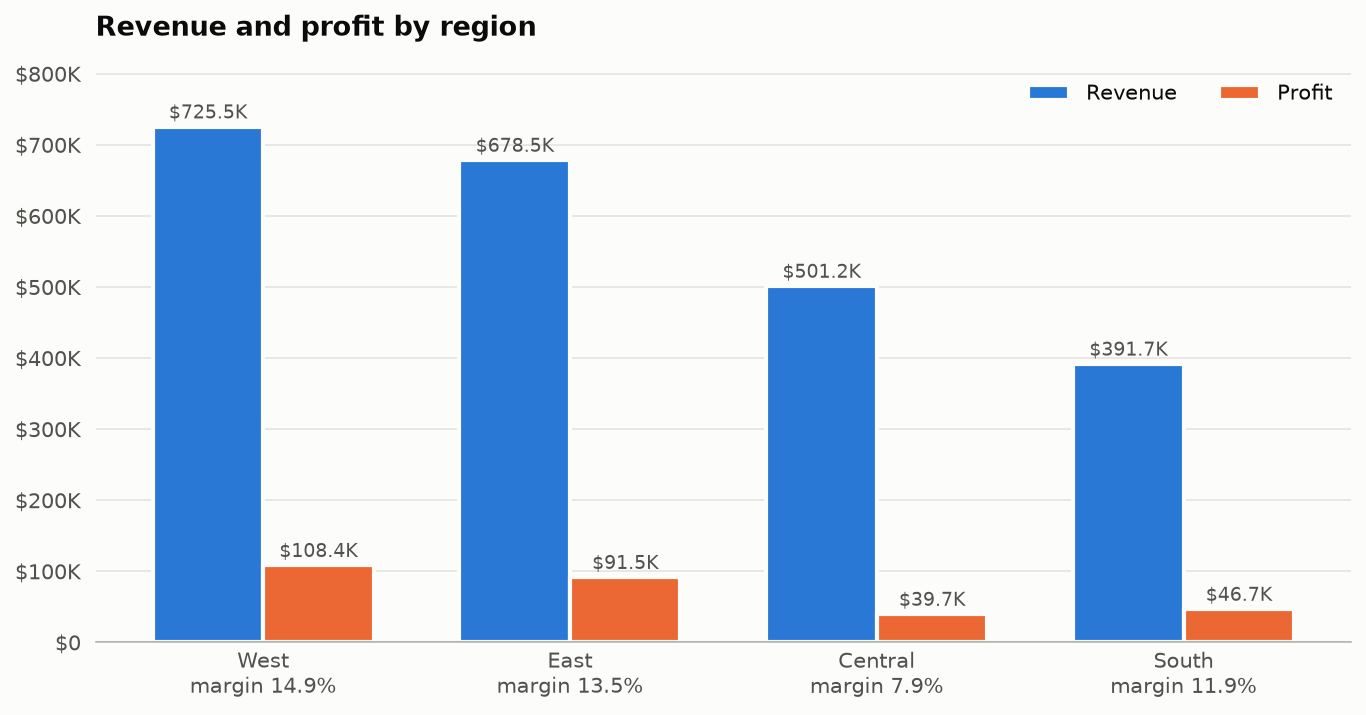 Revenue and profit by region
$800K
$700K
$600K
$500K
$400K
$300K
$200K
$100K
$0
Revenue Profit
$725.5K
$108.4K
$678.5K
$91.5K
$501.2K
$39.7K
$391.7K
$46.7K
West
margin 14.9%
East
margin 13.5%
Central
margin 7.9%
South
margin 11.9%